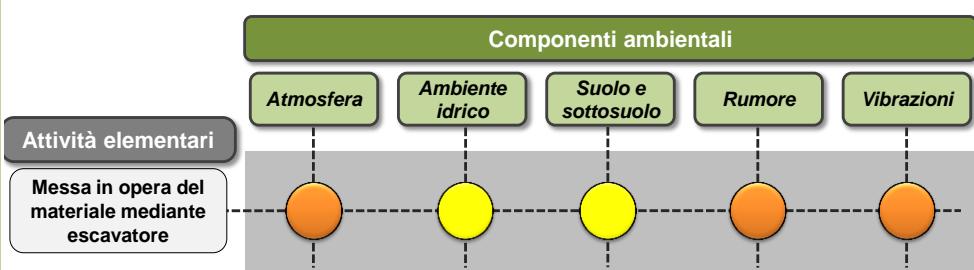 Componenti ambientali
Atmosfera
Ambiente
idrico
Suolo e
sottosuolo
Rumore
Vibrazioni
Attività elementari
Messa in opera del
materiale mediante
escavatore